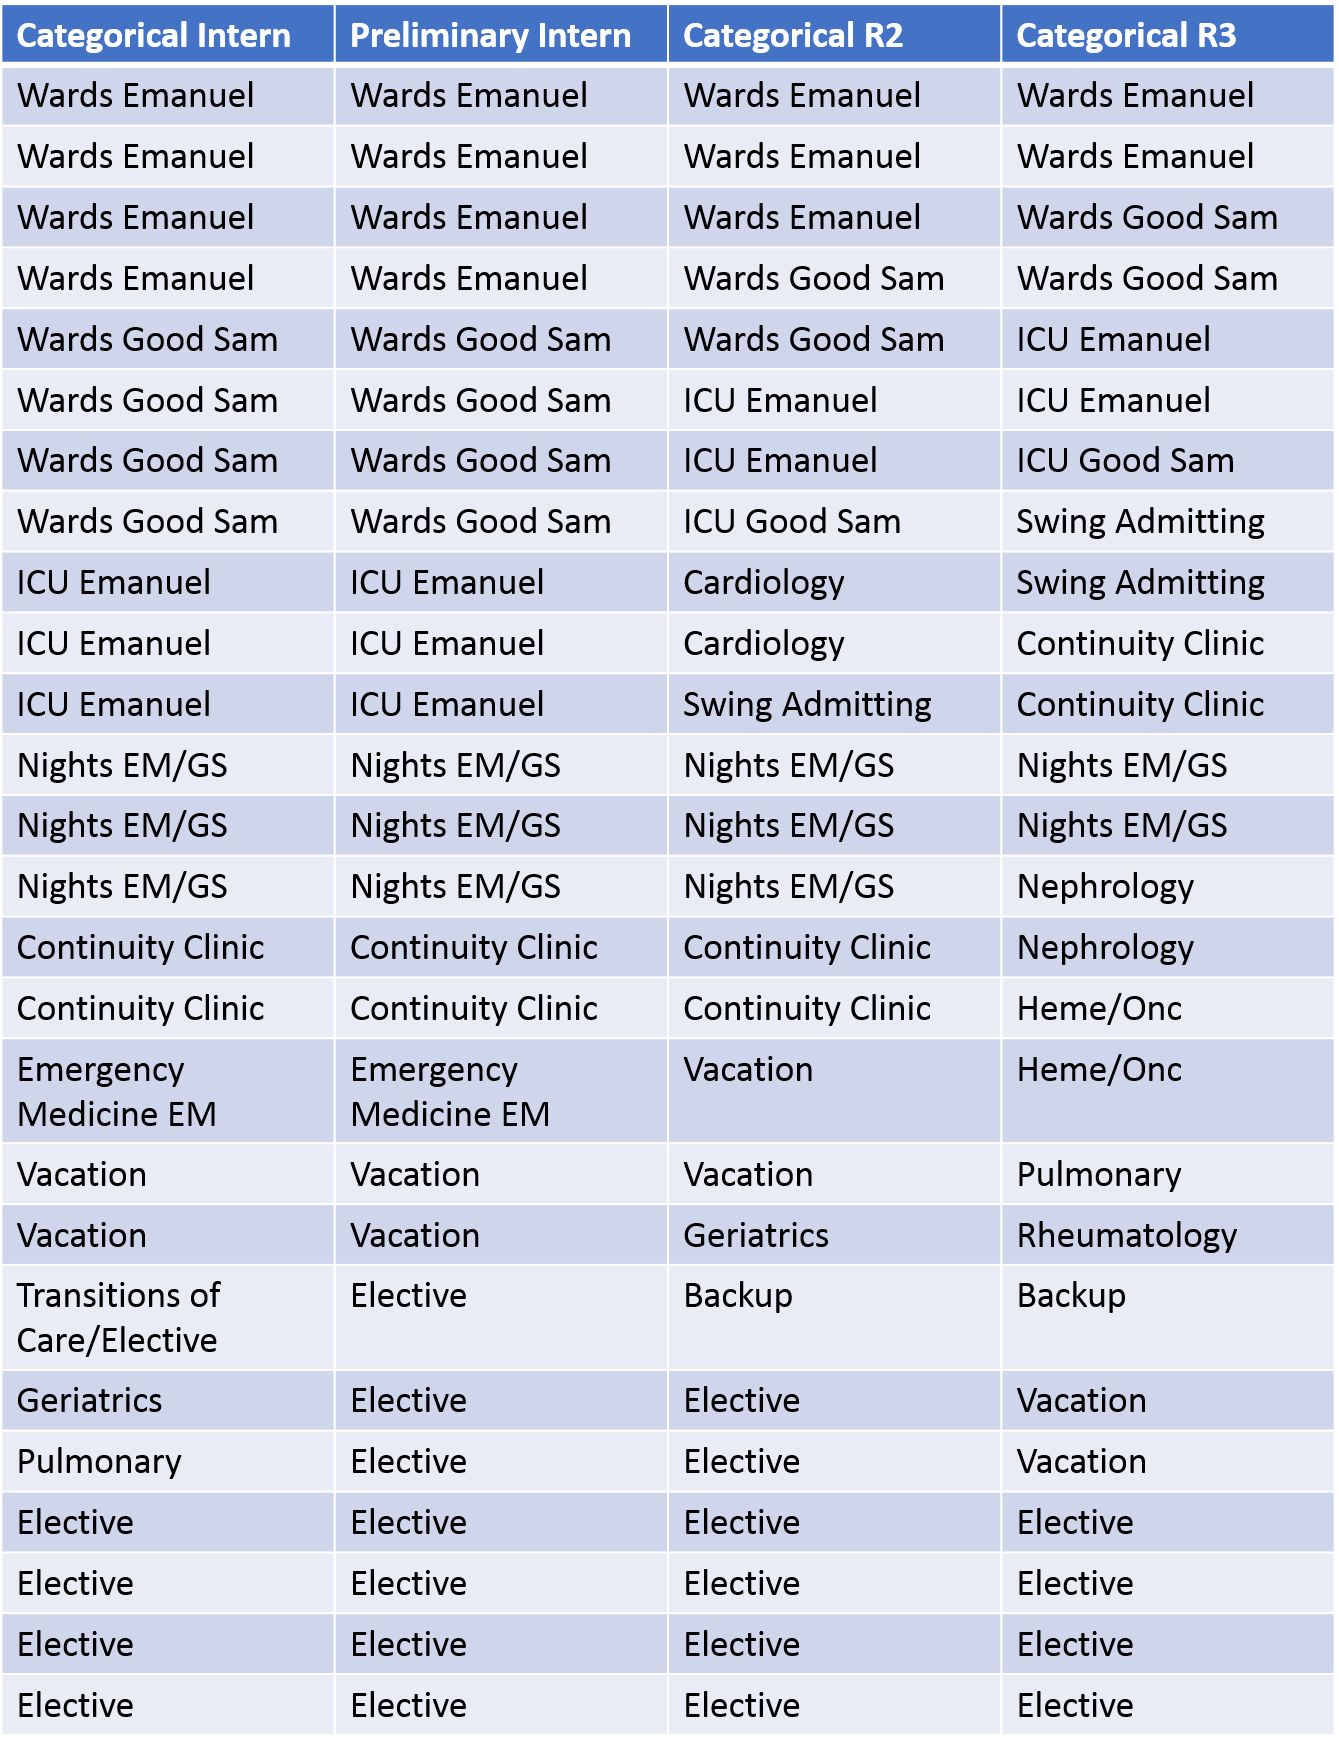 Categorical Intern Preliminary Intern Categorical R2 Categorical R3
Wards Emanuel Wards Emanuel Wards Emanuel Wards Emanuel
Wards Emanuel Wards Emanuel Wards Emanuel Wards Emanuel
Wards Emanuel Wards Emanuel Wards Emanuel Wards Good Sam
Wards Emanuel Wards Emanuel Wards Good Sam Wards Good Sam
Wards Good Sam Wards Good Sam Wards Good Sam ICU Emanuel
Wards Good Sam Wards Good Sam ICU Emanuel ICU Emanuel
Wards Good Sam Wards Good Sam ICU Emanuel ICU Good Sam
Wards Good Sam Wards Good Sam ICU Good Sam Swing Admitting
ICU Emanuel ICU Emanuel Cardiology Swing Admitting
ICU Emanuel ICU Emanuel Cardiology Continuity Clinic
ICU Emanuel ICU Emanuel Swing Admitting Continuity Clinic
Nights EM/GS Nights EM/GS Nights EM/GS Nights EM/GS
Nights EM/GS Nights EM/GS Nights EM/GS Nights EM/GS
Nights EM/GS Nights EM/GS Nights EM/GS Nephrology
Continuity Clinic Continuity Clinic Continuity Clinic Nephrology
Continuity Clinic Continuity Clinic Continuity Clinic Heme/Onc
Emergency Emergency Vacation Heme/Onc
Medicine EM Medicine EM
Vacation Vacation Vacation Pulmonary
Vacation Vacation Geriatrics Rheumatology
Transitions of Elective Backup Backup
Care/Elective
Geriatrics Elective Elective Vacation
Pulmonary Elective Elective Vacation
Elective Elective Elective Elective
Elective Elective Elective Elective
Elective Elective Elective Elective
Elective Elective Elective Elective